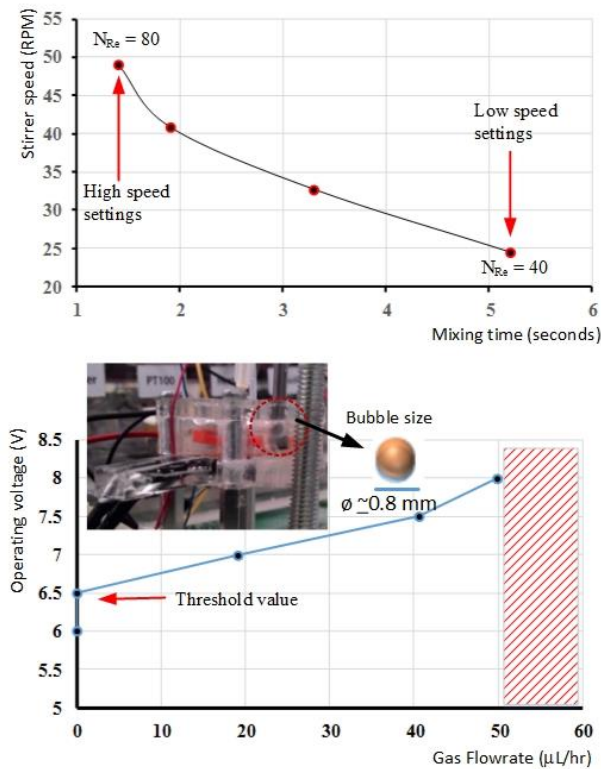 Stirrer speed (RPM)
55
50
45
40
35
30
25
20
N_Re = 80
High speed
settings
Low speed
settings
N_Re = 40
1
2
3
4
5
6
Mixing time (seconds)
PT100
Bubble size
ø ~0.8 mm
Operating voltage (V)
8.5
8
7.5
7
6.5
6
5.5
5
Threshold value
0
10
20
30
40
50
60
Gas Flowrate (µL/hr)